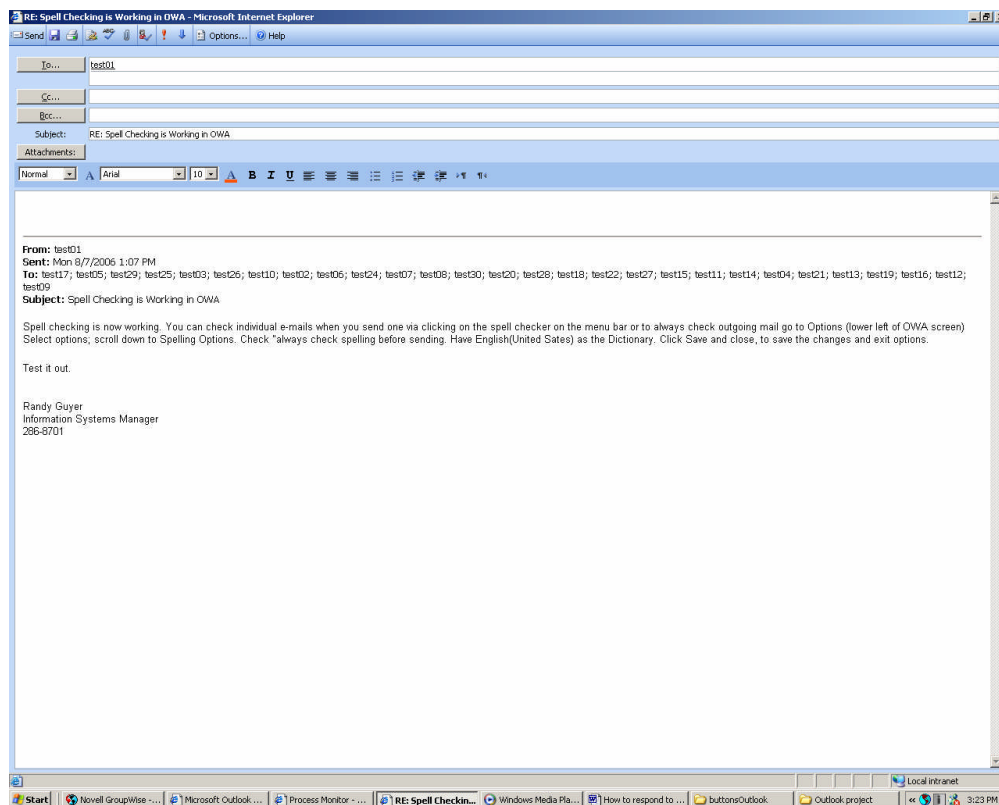 RE: Spell Checking is Working in OWA - Microsoft Internet Explorer
Send Options... Help
To... test01
Cc...
Bcc...
Subject: RE: Spell Checking is Working in OWA
Attachments:
Normal A Arial 10 A B I U
From: test01
Sent: Mon 8/7/2006 1:07 PM
To: test17; test05; test29; test25; test03; test26; test10; test02; test06; test24; test07; test08; test30; test20; test28; test18; test22; test27; test15; test11; test14; test04; test21; test13; test19; test16; test12;
test09
Subject: Spell Checking is Working in OWA
Spell checking is now working. You can check individual e-mails when you send one via clicking on the spell checker on the menu bar or to always check outgoing mail go to Options (lower left of OWA screen)
Select options; scroll down to Spelling Options. Check "always check spelling before sending. Have English(United Sates) as the Dictionary. Click Save and close, to save the changes and exit options.
Test it out.
Randy Guyer
Information Systems Manager
286-8701
Local intranet
Start Novell GroupWise -... Microsoft Outlook ... Process Monitor - ... RE: Spell Checkin... Windows Media Pla... How to respond to ... buttonsOutlook Outlook project « 3:23 PM